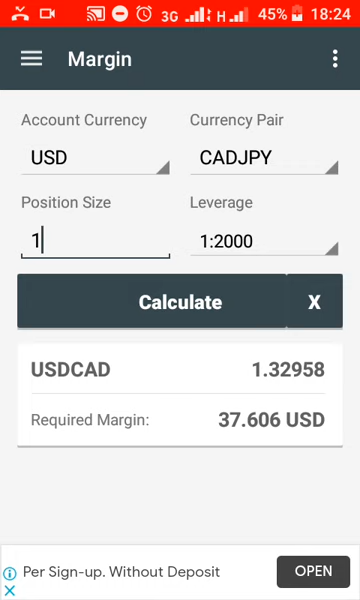 3G H 45% 18:24
Margin
Account Currency Currency Pair
USD CADJPY
Position Size Leverage
1 1:2000
Calculate X
USDCAD 1.32958
Required Margin: 37.606 USD
Per Sign-up. Without Deposit OPEN